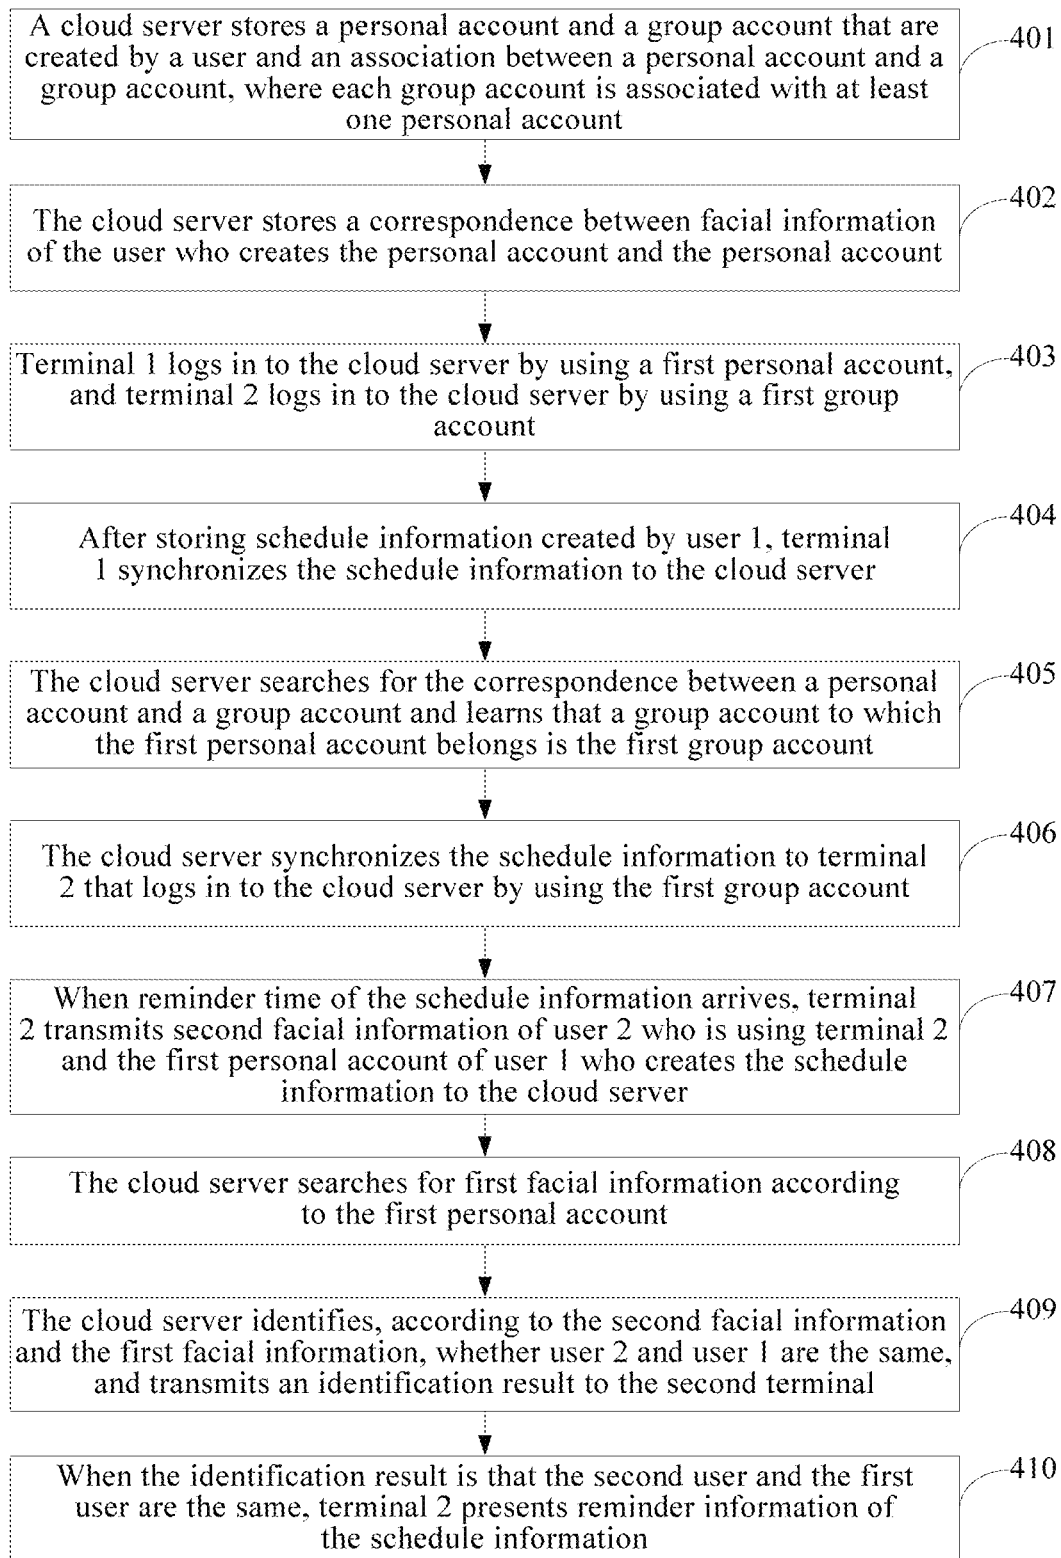 A cloud server stores a personal account and a group account that are
created by a user and an association between a personal account and a
group account, where each group account is associated with at least
one personal account
401
The cloud server stores a correspondence between facial information
of the user who creates the personal account and the personal account
402
Terminal 1 logs in to the cloud server by using a first personal account,
and terminal 2 logs in to the cloud server by using a first group
account
403
After storing schedule information created by user 1, terminal
1 synchronizes the schedule information to the cloud server
404
The cloud server searches for the correspondence between a personal
account and a group account and learns that a group account to which
the first personal account belongs is the first group account
405
The cloud server synchronizes the schedule information to terminal
2 that logs in to the cloud server by using the first group account
406
When reminder time of the schedule information arrives, terminal
2 transmits second facial information of user 2 who is using terminal 2
and the first personal account of user 1 who creates the schedule
information to the cloud server
407
The cloud server searches for first facial information according
to the first personal account
408
The cloud server identifies, according to the second facial information
and the first facial information, whether user 2 and user 1 are the same,
and transmits an identification result to the second terminal
409
When the identification result is that the second user and the first
user are the same, terminal 2 presents reminder information of
the schedule information
410